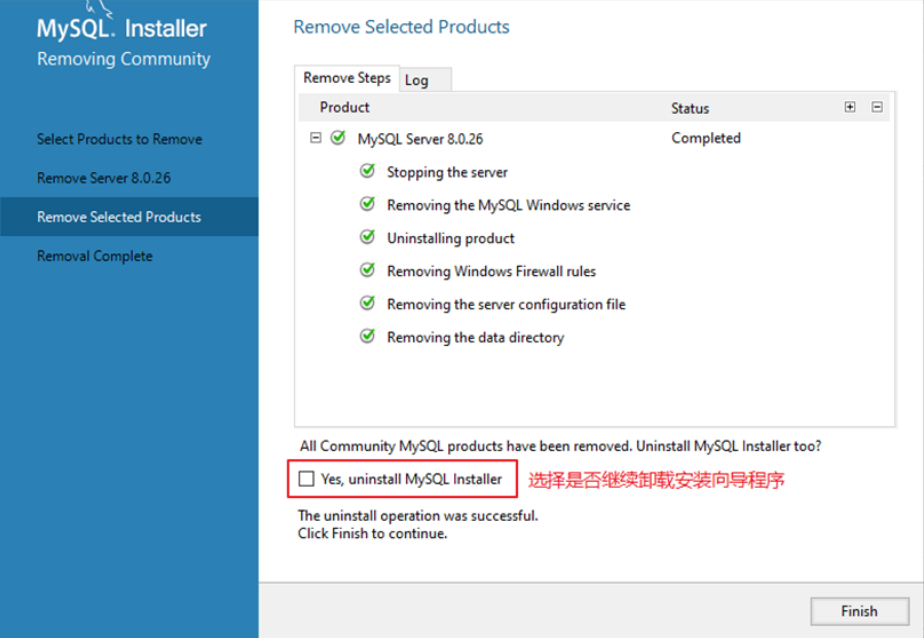 MySQL. Installer
Removing Community
Select Products to Remove
Remove Server 8.0.26
Remove Selected Products
Removal Complete
Remove Selected Products
Remove Steps Log
Product Status
MySQL Server 8.0.26 Completed
Stopping the server
Removing the MySQL Windows service
Uninstalling product
Removing Windows Firewall rules
Removing the server configuration file
Removing the data directory
All Community MySQL products have been removed. Uninstall MySQL Installer too?
Yes, uninstall MySQL Installer 选择是否继续卸载安装向导程序
The uninstall operation was successful.
Click Finish to continue.
Finish